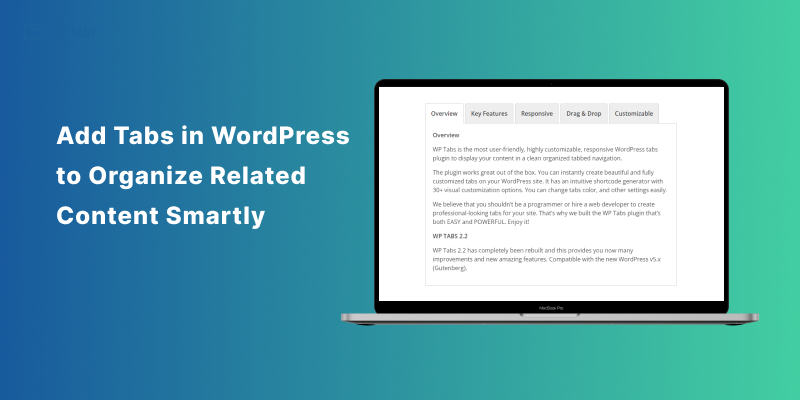 Add Tabs in WordPress
to Organize Related
Content Smartly
Overview
Key Features
Responsive
Drag & Drop
Customizable
Overview
WP Tabs is the most user-friendly, highly customizable, responsive WordPress tabs
plugin to display your content in a clean organized tabbed navigation.
The plugin works great out of the box. You can instantly create beautiful and fully
customized tabs on your WordPress site. It has an intuitive shortcode generator with
30+ visual customization options. You can change tabs color, and other settings easily.
We believe that you shouldn't be a programmer or hire a web developer to create
professional-looking tabs for your site. That's why we built the WP Tabs plugin that's
both EASY and POWERFUL. Enjoy it!
WP TABS 2.2
WP Tabs 2.2 has completely been rebuilt and this provides you now many
improvements and new amazing features. Compatible with the new WordPress v5.x
(Gutenberg).
MacBook Pro